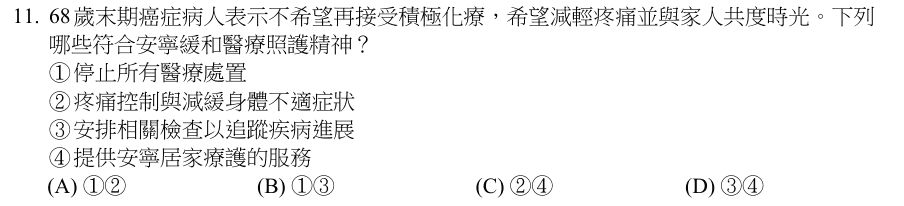 11. 68歲末期癌症病人表示不希望再接受積極化療，希望減輕疼痛並與家人共度時光。下列
哪些符合安寧緩和醫療照護精神？
①停止所有醫療處置
②疼痛控制與減緩身體不適症狀
③安排相關檢查以追蹤疾病進展
④提供安寧居家療護的服務
(A) ①② (B) ①③ (C) ②④ (D) ③④